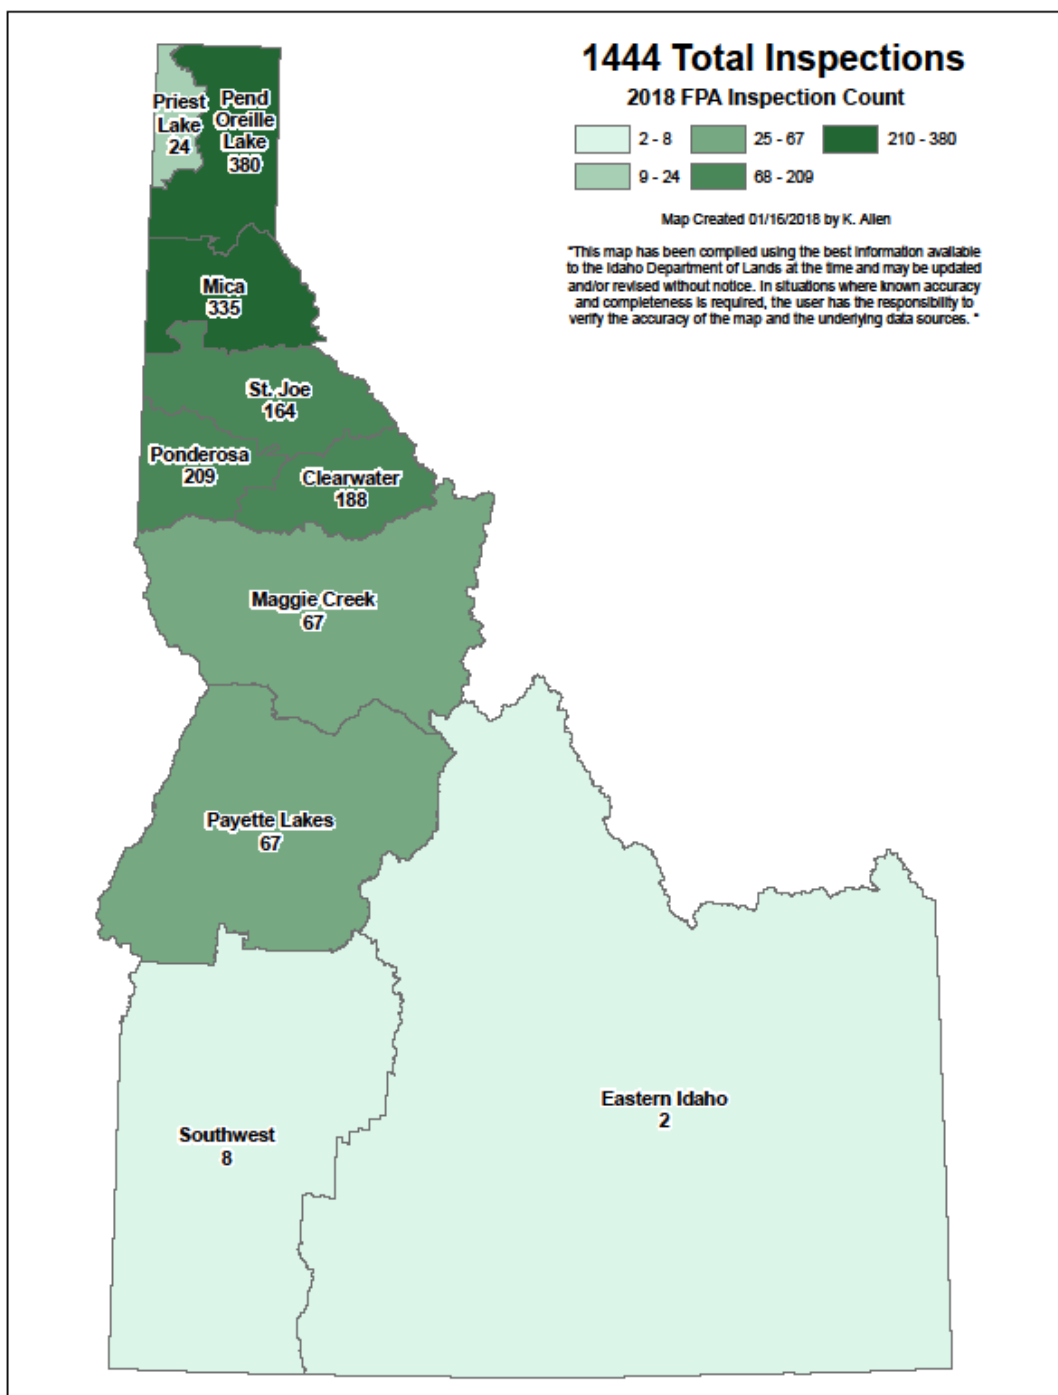 1444 Total Inspections
2018 FPA Inspection Count
2 - 8
25 - 67
210 - 380
9 - 24
68 - 209
Map Created 01/16/2018 by K. Allen
"This map has been compiled using the best information available
to the Idaho Department of Lands at the time and may be updated
and/or revised without notice. In situations where known accuracy
and completeness is required, the user has the responsibility to
verify the accuracy of the map and the underlying data sources. "
Priest
Lake
24
Pend
Oreille
Lake
380
Mica
335
St. Joe
164
Ponderosa
209
Clearwater
188
Maggie Creek
67
Payette Lakes
67
Eastern Idaho
2
Southwest
8